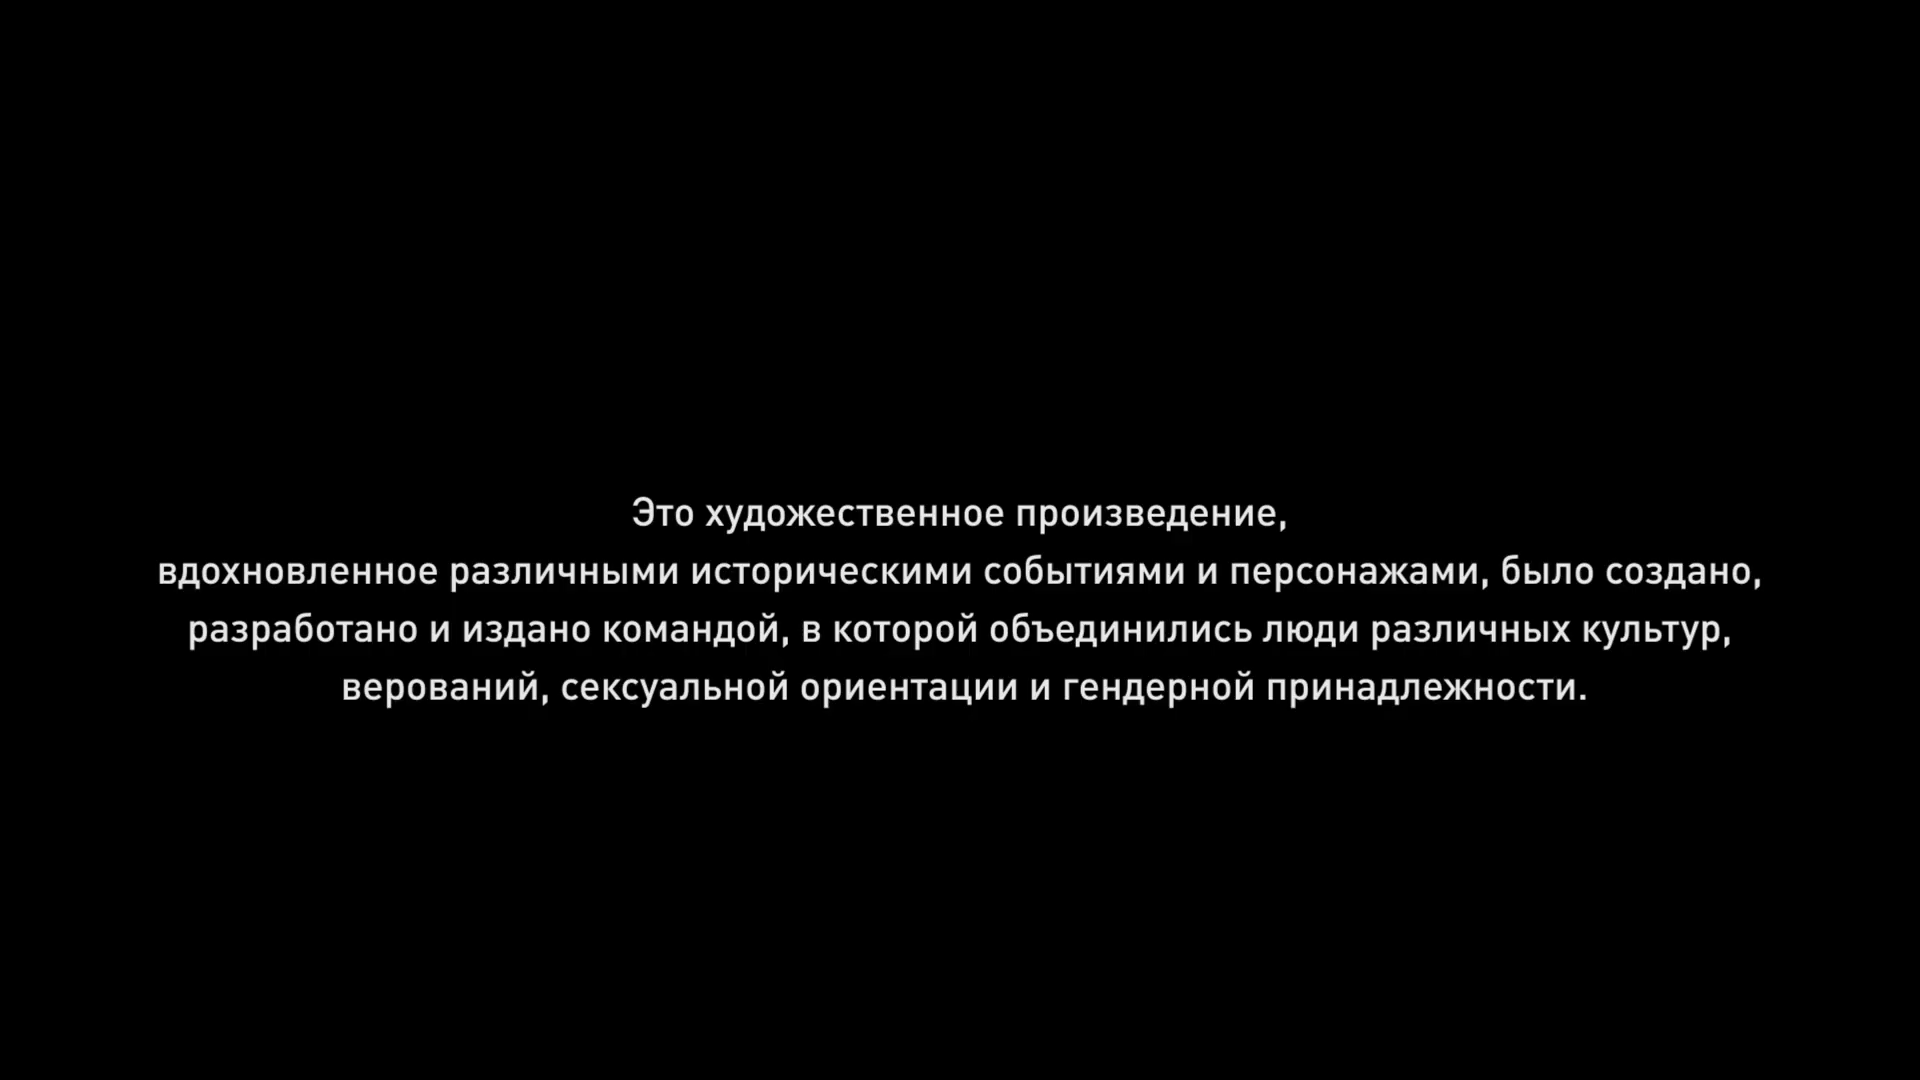 Это художественное произведение,
вдохновленное различными историческими событиями и персонажами, было создано,
разработано и издано командой, в которой объединились люди различных культур,
верований, сексуальной ориентации и гендерной принадлежности.